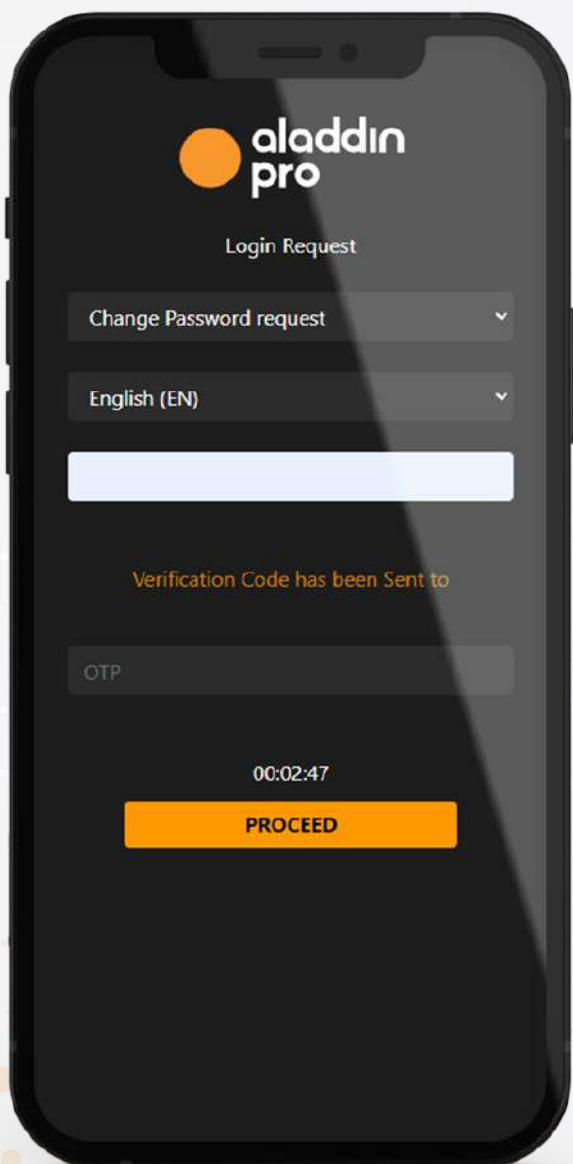 aladdın
pro
Login Request
Change Password request
English (EN)
Verification Code has been Sent to
OTP
00:02:47
PROCEED